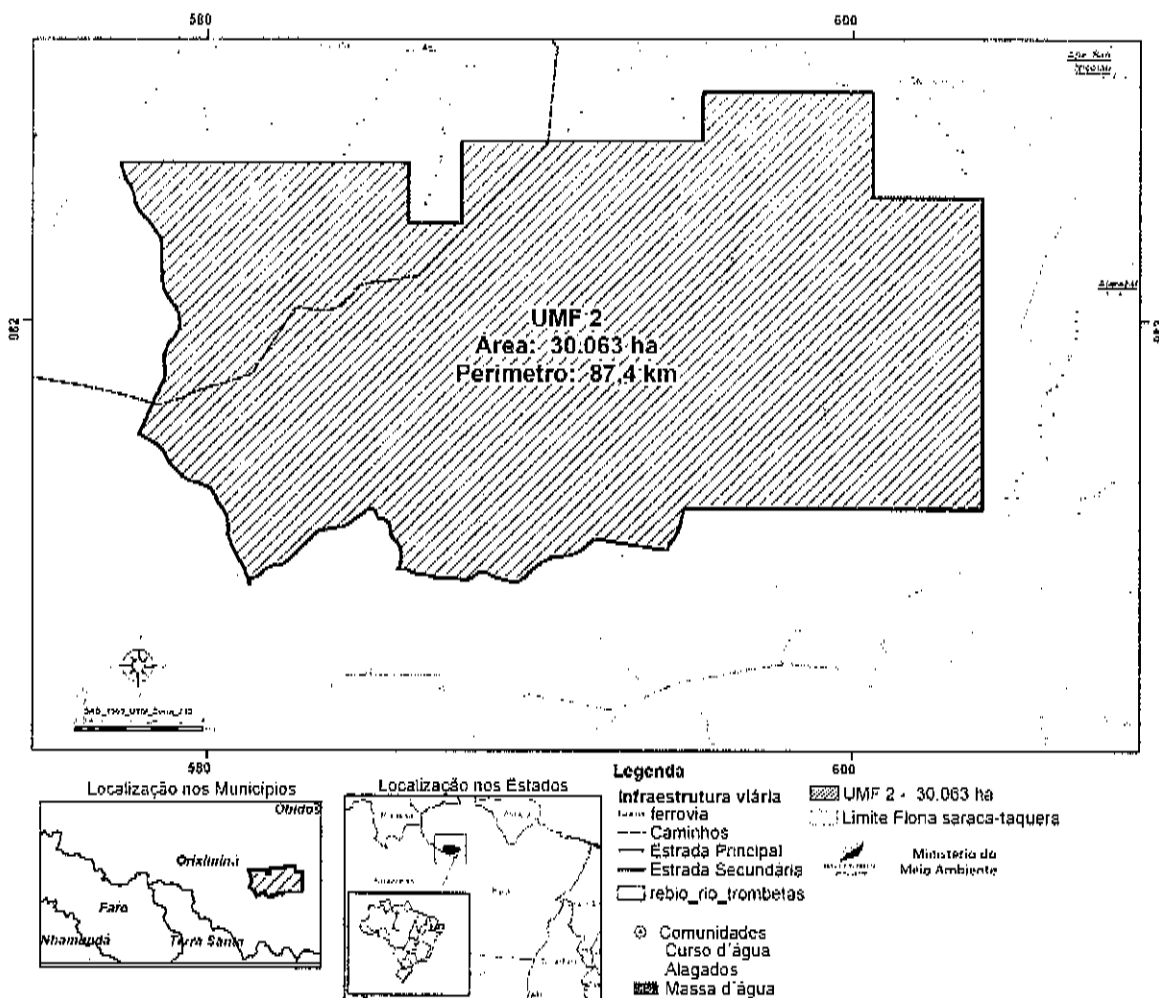 580
600
982
UMF 2
Área: 30.063 ha
Perímetro: 87,4 km
580
600
Localização nos Municípios
Óbidos
Oriximiná
Faro
Nhamundá
Terra Santa
Localização nos Estados
Legenda
Infraestrutura viária
ferrovia
Caminhos
Estrada Principal
Estrada Secundária
rebio_rio_trombetas
Comunidades
Curso d'água
Alagados
Massa d'água
UMF 2 - 30.063 ha
Limite Flona saraca-taquera
Ministério do
Meio Ambiente